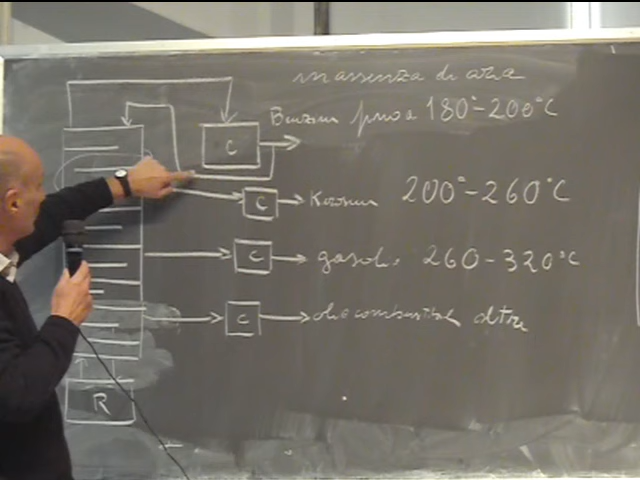 in assenza di aria
C Benzina fino a 180°-200°C
C Kerosene 200°-260°C
C gasolio 260-320°C
C olio combustibile oltre
R